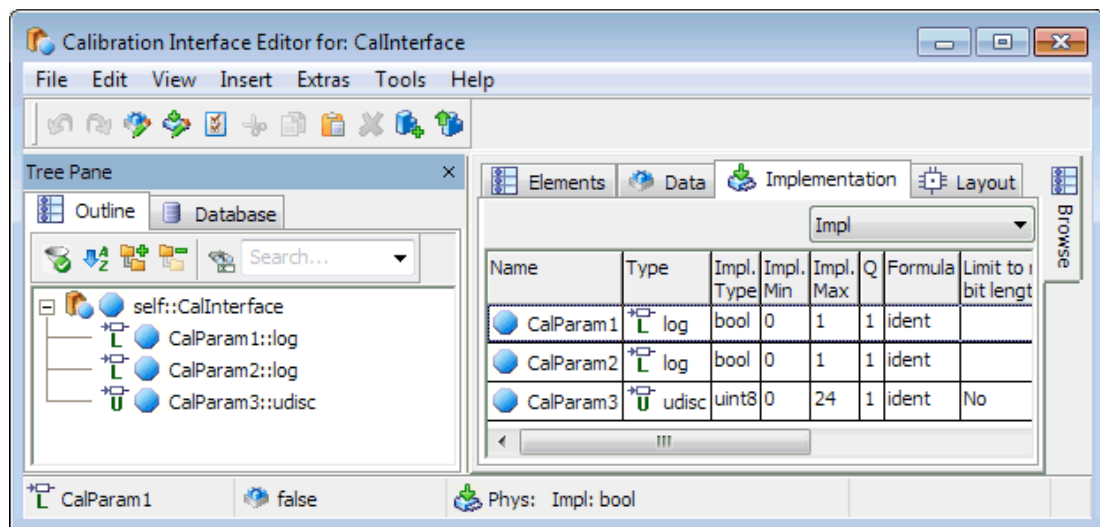 Calibration Interface Editor for: CalInterface
File Edit View Insert Extras Tools Help
Tree Pane
Outline Database
Search...
self::CalInterface
CalParam1::log
CalParam2::log
CalParam3::udisc
Elements Data Implementation Layout
Browse
Impl
Name Type Impl. Type Impl. Min Impl. Max Q Formula Limit to bit lengt
CalParam1 log bool 0 1 1 ident
CalParam2 log bool 0 1 1 ident
CalParam3 udisc uint8 0 24 1 ident No
CalParam1 false Phys: Impl: bool